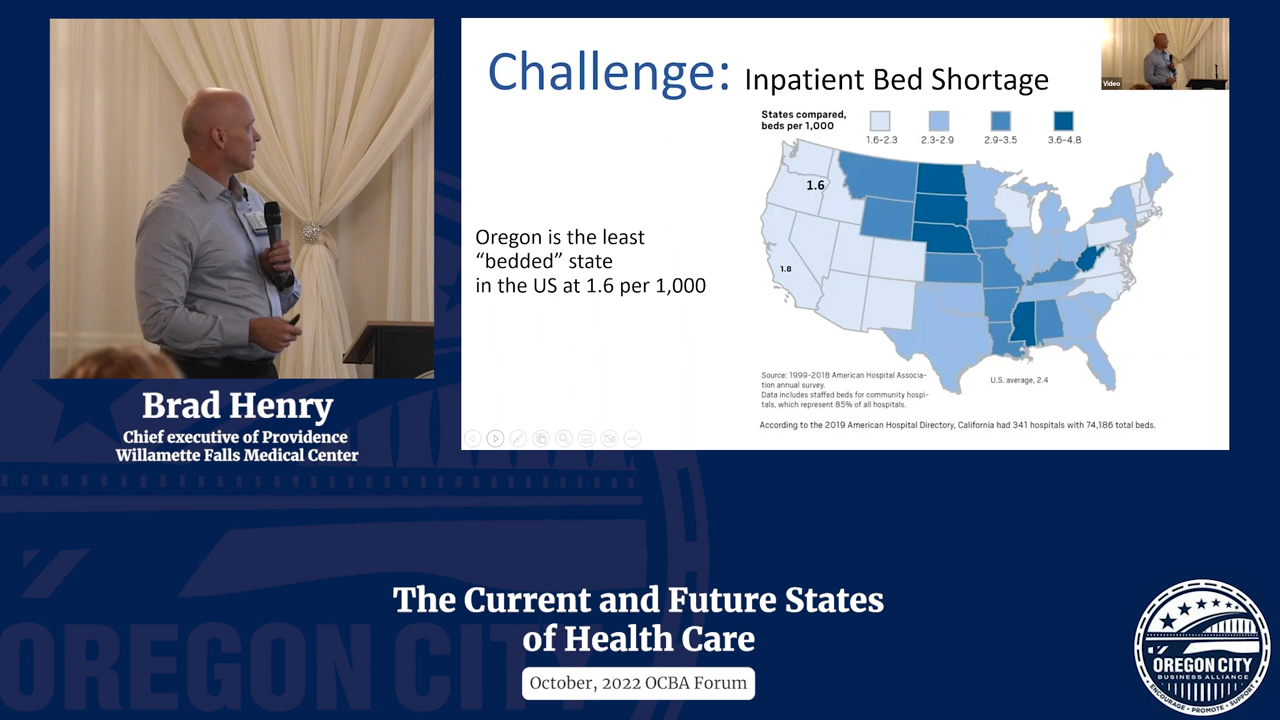 Challenge: Inpatient Bed Shortage
Video
States compared,
beds per 1,000
1.6-2.3
2.3-2.9
2.9-3.5
3.6-4.8
1.6
1.8
Oregon is the least
“bedded” state
in the US at 1.6 per 1,000
Source: 1999-2018 American Hospital Associa-
tion annual survey.
Data includes staffed beds for community hospi-
tals, which represent 85% of all hospitals.
U.S. average, 2.4
According to the 2019 American Hospital Directory, California had 341 hospitals with 74,186 total beds.
Brad Henry
Chief executive of Providence
Willamette Falls Medical Center
The Current and Future States
of Health Care
October, 2022 OCBA Forum
OREGON CITY
BUSINESS ALLIANCE
ENCOURAGE • PROMOTE • SUPPORT
OREGON C